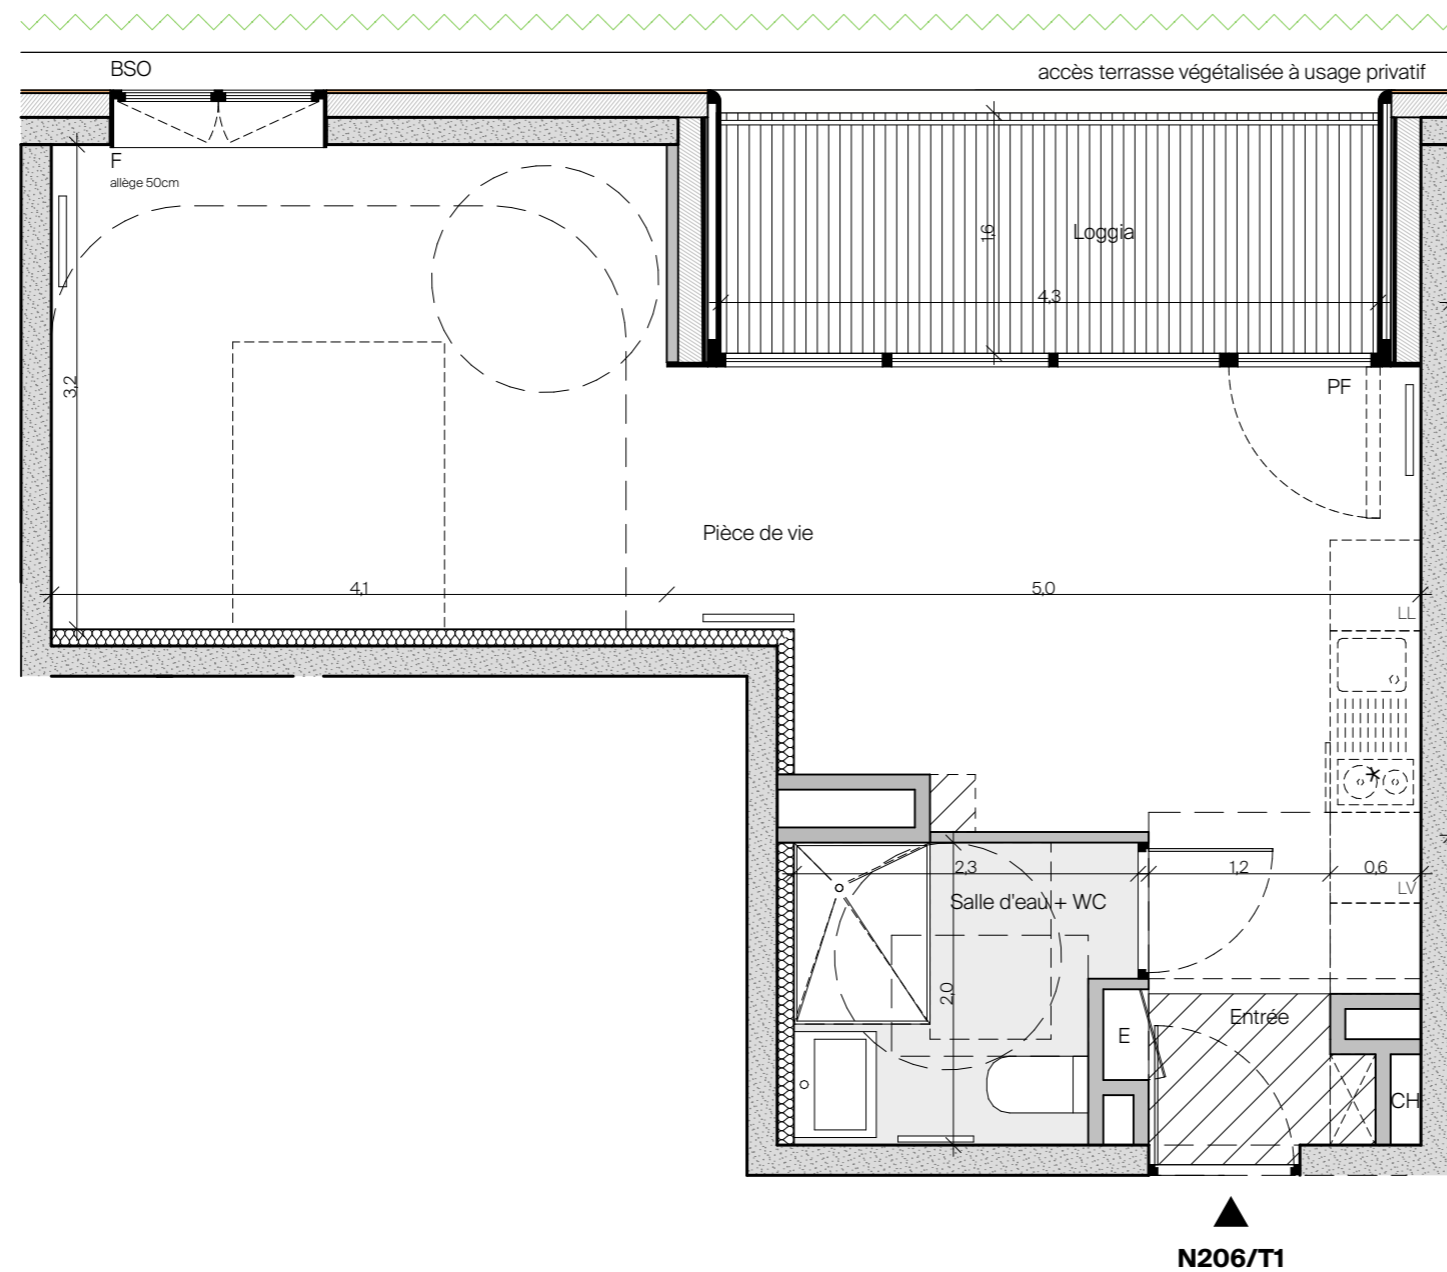 BSO
accès terrasse végétalisée à usage privatif
F
allège 50cm
1,6
Loggia
4,3
3,2
PF
Pièce de vie
4,1
5,0
LL
2,3
1,2
0,6
LV
Salle d'eau + WC
2,0
Entrée
E
CH
N206/T1